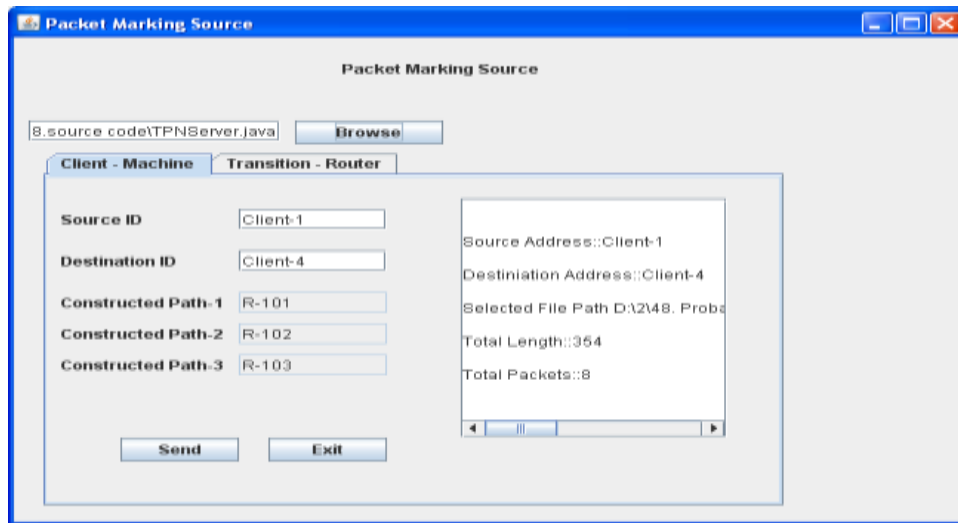 Packet Marking Source
Packet Marking Source
8.source code\TPNServer.java
Browse
Client - Machine
Transition - Router
Source ID
Client-1
Destination ID
Client-4
Constructed Path-1
R-101
Constructed Path-2
R-102
Constructed Path-3
R-103
Send
Exit
Source Address::Client-1
Destiniation Address::Client-4
Selected File Path D:\2\48. Proba
Total Length::354
Total Packets::8